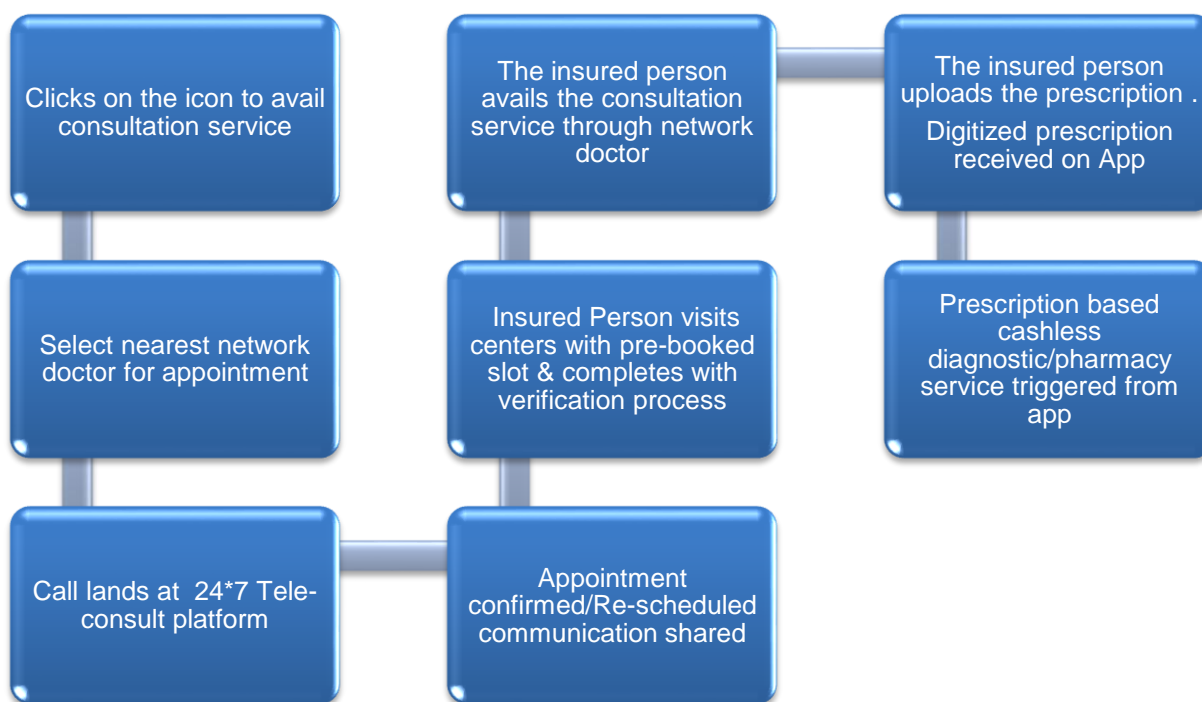 Clicks on the icon to avail
consultation service
Select nearest network
doctor for appointment
Call lands at  24*7 Tele-
consult platform
Appointment
confirmed/Re-scheduled
communication shared
Insured Person visits
centers with pre-booked
slot & completes with
verification process
The insured person
avails the consultation
service through network
doctor
The insured person
uploads the prescription .
Digitized prescription
received on App
Prescription based
cashless
diagnostic/pharmacy
service triggered from
app